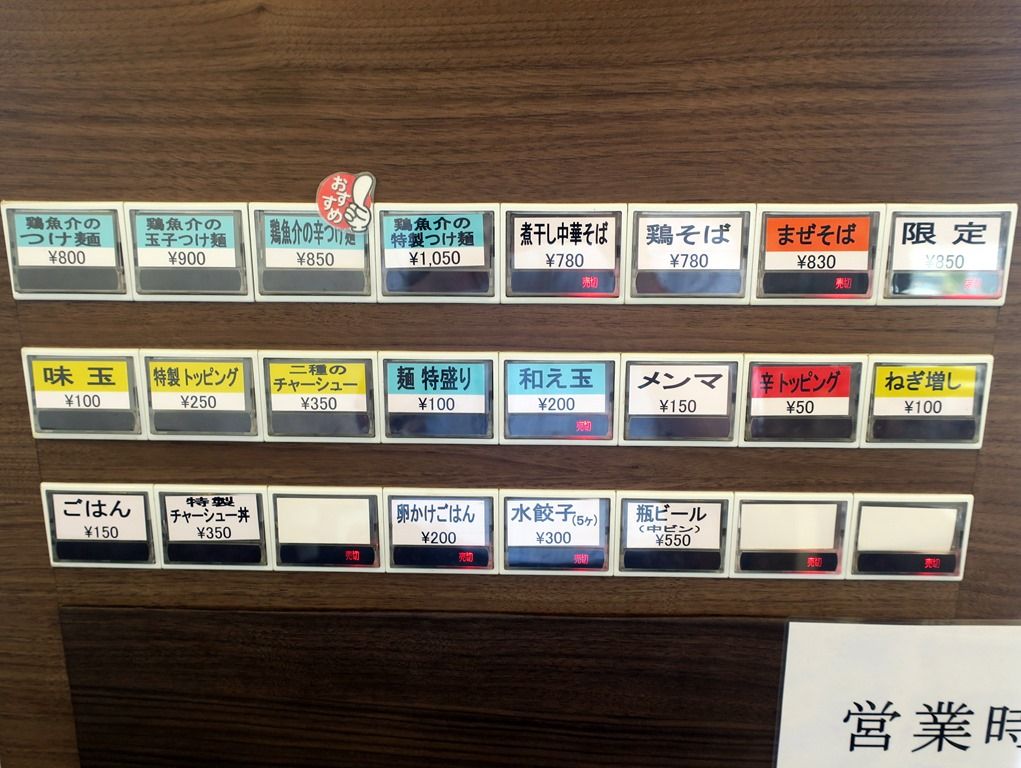 おすすめ
鶏魚介の
つけ麺
¥800
鶏魚介の
玉子つけ麺
¥900
鶏魚介の辛つけ麺
¥850
鶏魚介の
特製つけ麺
¥1,050
煮干し中華そば
¥780
売切
鶏そば
¥780
まぜそば
¥830
売切
限定
¥850
売切
味玉
¥100
特製トッピング
¥250
二種の
チャーシュー
¥350
麺 特盛り
¥100
和え玉
¥200
売切
メンマ
¥150
辛トッピング
¥50
ねぎ増し
¥100
ごはん
¥150
特製
チャーシュー丼
¥350
売切
卵かけごはん
¥200
売切
水餃子(5ヶ)
¥300
売切
瓶ビール
(中ビン)
¥550
売切
売切
営業時